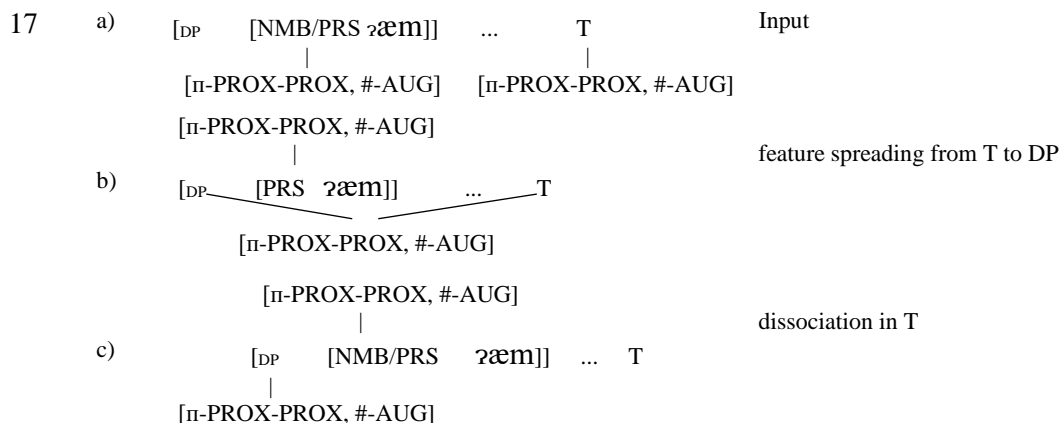 17 a) [DP [NMB/PRS ʔæm]] ... T Input
| |
[п-PROX-PROX, #-AUG] [п-PROX-PROX, #-AUG]
[п-PROX-PROX, #-AUG]
| feature spreading from T to DP
b) [DP [PRS ʔæm]] ... T
[п-PROX-PROX, #-AUG]
[п-PROX-PROX, #-AUG]
| dissociation in T
c) [DP [NMB/PRS ʔæm]] ... T
|
[п-PROX-PROX, #-AUG]